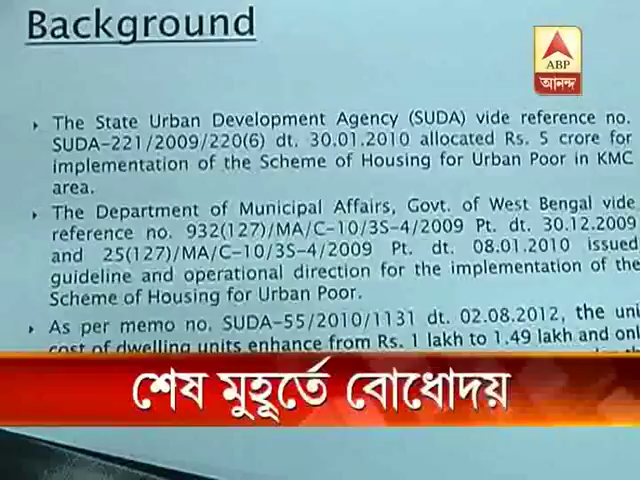 Background
ABP
আনন্দ
The State Urban Development Agency (SUDA) vide reference no.
SUDA-221/2009/220(6) dt. 30.01.2010 allocated Rs. 5 crore for
implementation of the Scheme of Housing for Urban Poor in KMC
area.
The Department of Municipal Affairs, Govt. of West Bengal vide
reference no. 932(127)/MA/C-10/3S-4/2009 Pt. dt. 30.12.2009
and 25(127)/MA/C-10/3S-4/2009 Pt. dt. 08.01.2010 issued
guideline and operational direction for the implementation of the
Scheme of Housing for Urban Poor.
As per memo no. SUDA-55/2010/1131 dt. 02.08.2012, the uni
cost of dwelling units enhance from Rs. 1 lakh to 1.49 lakh and onl
শেষ মুহূর্তে বোধোদয়